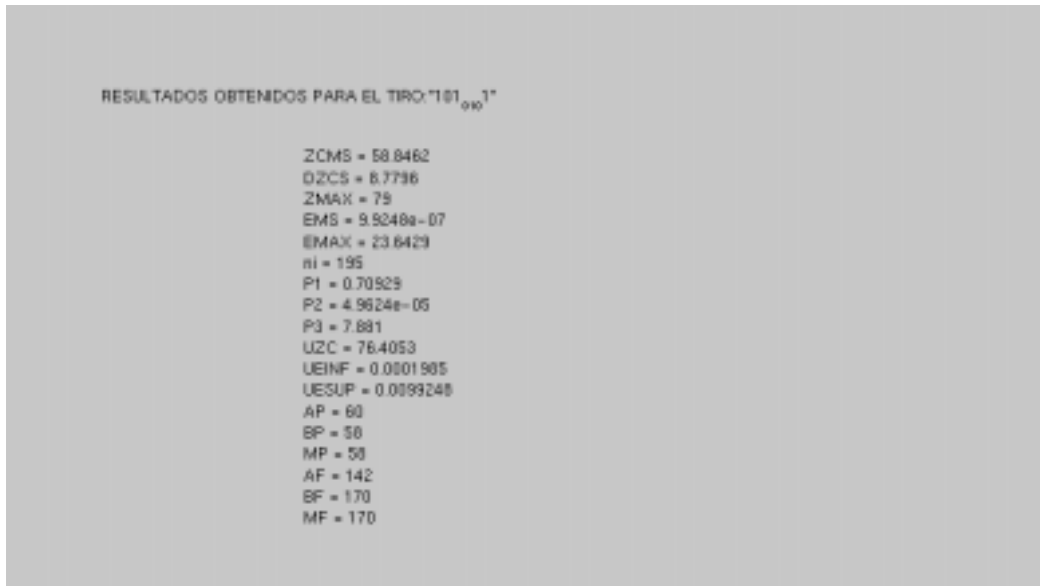 RESULTADOS OBTENIDOS PARA EL TIRO:"101₀₁₀1"
ZCMS = 58.8462
DZCS = 8.7796
ZMAX = 79
EMS = 9.9248e-07
EMAX = 23.6429
ni = 195
P1 = 0.70929
P2 = 4.9624e-05
P3 = 7.881
UZC = 76.4053
UEINF = 0.0001985
UESUP = 0.0099248
AP = 60
BP = 58
MP = 58
AF = 142
BF = 170
MF = 170